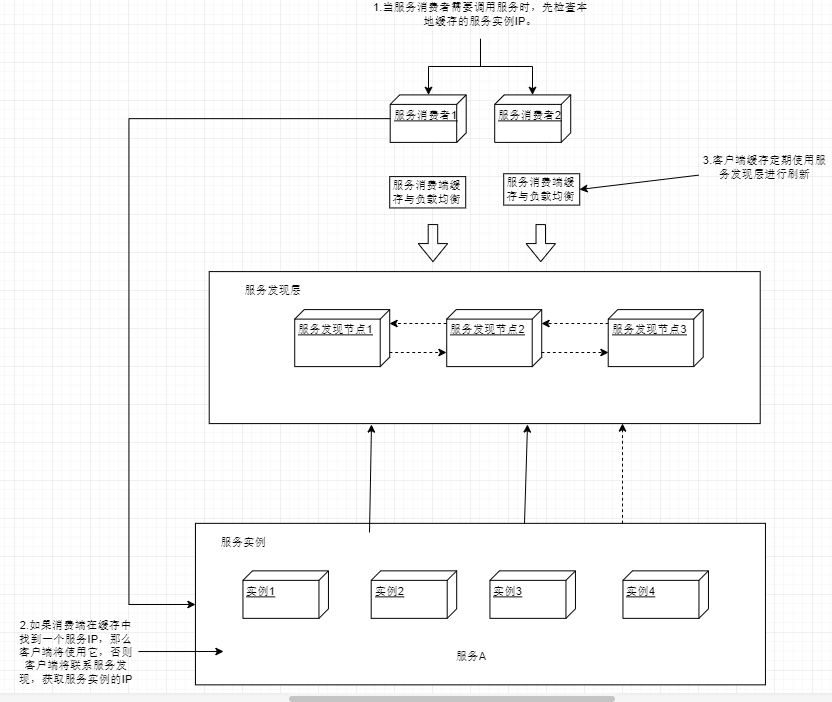 1.当服务消费者需要调用服务时，先检查本
地缓存的服务实例IP。
服务消费者1
服务消费者2
3.客户端缓存定期使用服
务发现层进行刷新
服务消费端缓
存与负载均衡
服务消费端缓
存与负载均衡
服务发现层
服务发现节点1
服务发现节点2
服务发现节点3
服务实例
实例1
实例2
实例3
实例4
2.如果消费端在缓存中
找到一个服务IP，那么
客户端将使用它，否则
客户端将联系服务发
现，获取服务实例的IP
服务A